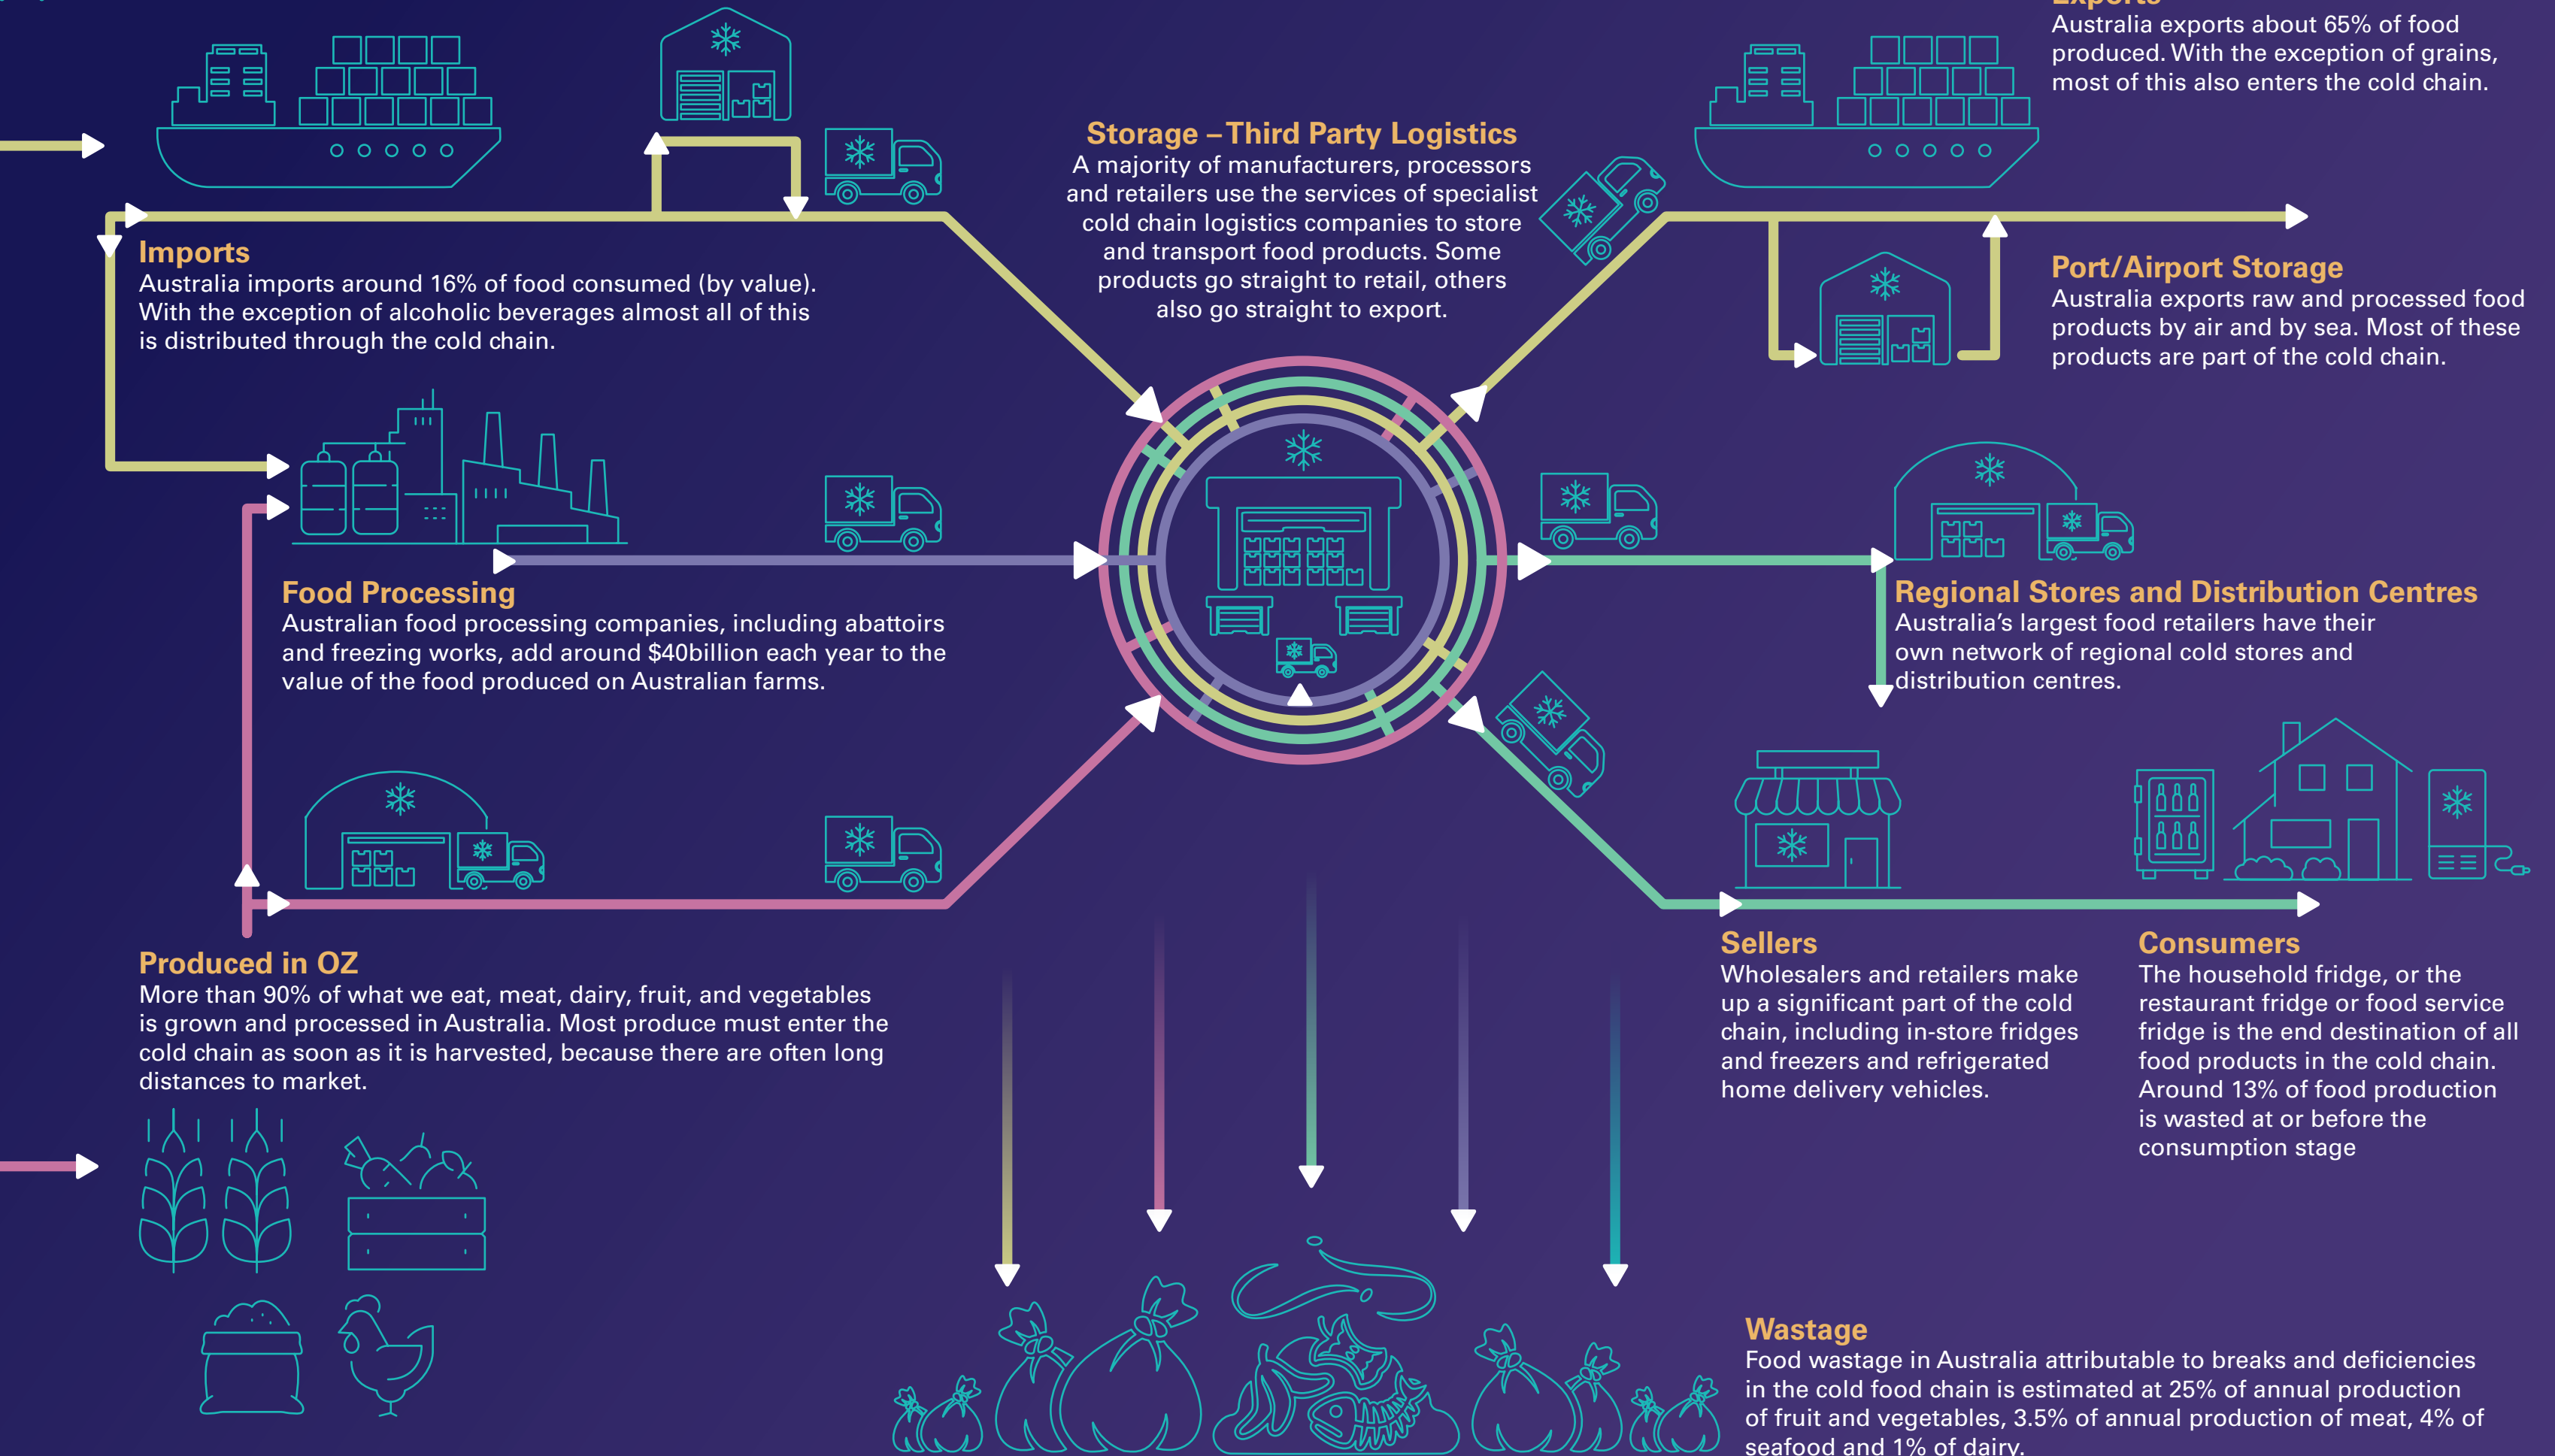 Exports
Australia exports about 65% of food
produced. With the exception of grains,
most of this also enters the cold chain.
Storage – Third Party Logistics
A majority of manufacturers, processors
and retailers use the services of specialist
cold chain logistics companies to store
and transport food products. Some
products go straight to retail, others
also go straight to export.
Imports
Australia imports around 16% of food consumed (by value).
With the exception of alcoholic beverages almost all of this
is distributed through the cold chain.
Port/Airport Storage
Australia exports raw and processed food
products by air and by sea. Most of these
products are part of the cold chain.
Food Processing
Australian food processing companies, including abattoirs
and freezing works, add around $40billion each year to the
value of the food produced on Australian farms.
Regional Stores and Distribution Centres
Australia’s largest food retailers have their
own network of regional cold stores and
distribution centres.
Produced in OZ
More than 90% of what we eat, meat, dairy, fruit, and vegetables
is grown and processed in Australia. Most produce must enter the
cold chain as soon as it is harvested, because there are often long
distances to market.
Sellers
Wholesalers and retailers make
up a significant part of the cold
chain, including in-store fridges
and freezers and refrigerated
home delivery vehicles.
Consumers
The household fridge, or the
restaurant fridge or food service
fridge is the end destination of all
food products in the cold chain.
Around 13% of food production
is wasted at or before the
consumption stage
Wastage
Food wastage in Australia attributable to breaks and deficiencies
in the cold food chain is estimated at 25% of annual production
of fruit and vegetables, 3.5% of annual production of meat, 4% of
seafood and 1% of dairy.